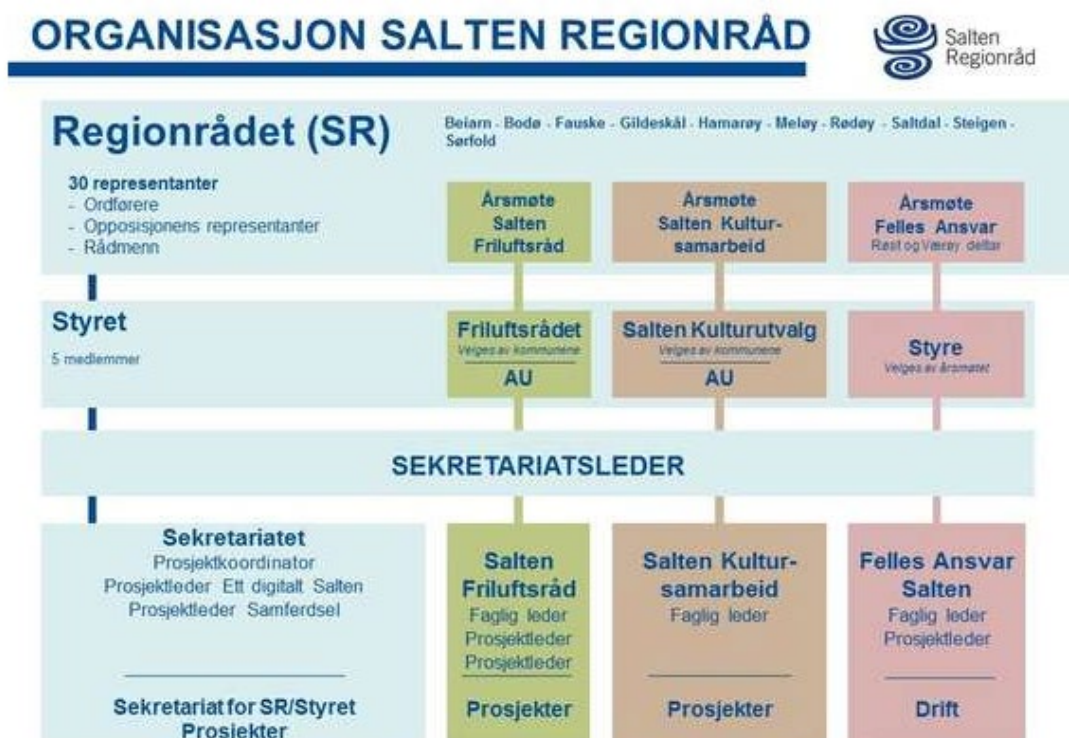 ORGANISASJON SALTEN REGIONRÅD
Salten
Regionråd
Regionrådet (SR)
Beiarn - Bodø - Fauske - Gildeskål - Hamarøy - Meløy - Rødøy - Saltdal - Steigen -
Sørfold
30 representanter
- Ordførere
- Opposisjonens representanter
- Rådmenn
Årsmøte
Salten
Friluftsråd
Årsmøte
Salten Kultur-
samarbeid
Årsmøte
Felles Ansvar
Røst og Værøy deltar
Styret
5 medlemmer
Friluftsrådet
Velges av kommunene
AU
Salten Kulturutvalg
Velges av kommunene
AU
Styre
Velges av årsmøtet
SEKRETARIATSLEDER
Sekretariatet
Prosjektkoordinator
Prosjektleder Ett digitalt Salten
Prosjektleder Samferdsel
Sekretariat for SR/Styret
Prosjekter
Salten
Friluftsråd
Faglig leder
Prosjektleder
Prosjektleder
Prosjekter
Salten Kultur-
samarbeid
Faglig leder
Prosjekter
Felles Ansvar
Salten
Faglig leder
Prosjektleder
Drift